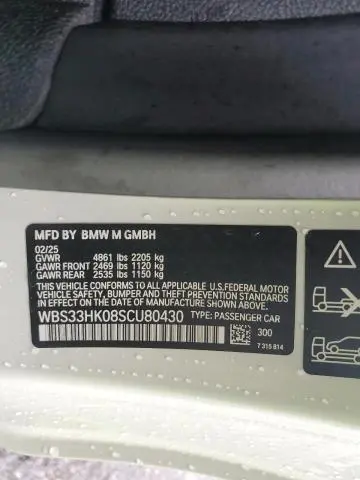 MFD BY BMW M GMBH
02/25
GVWR 4861 lbs 2205 kg
GAWR FRONT 2469 lbs 1120 kg
GAWR REAR 2535 lbs 1150 kg
THIS VEHICLE CONFORMS TO ALL APPLICABLE U.S.FEDERAL MOTOR
VEHICLE SAFETY, BUMPER, AND THEFT PREVENTION STANDARDS
IN EFFECT ON THE DATE OF MANUFACTURE SHOWN ABOVE.
WBS33HK08SCU80430 TYPE: PASSENGER CAR
300
7 315 814